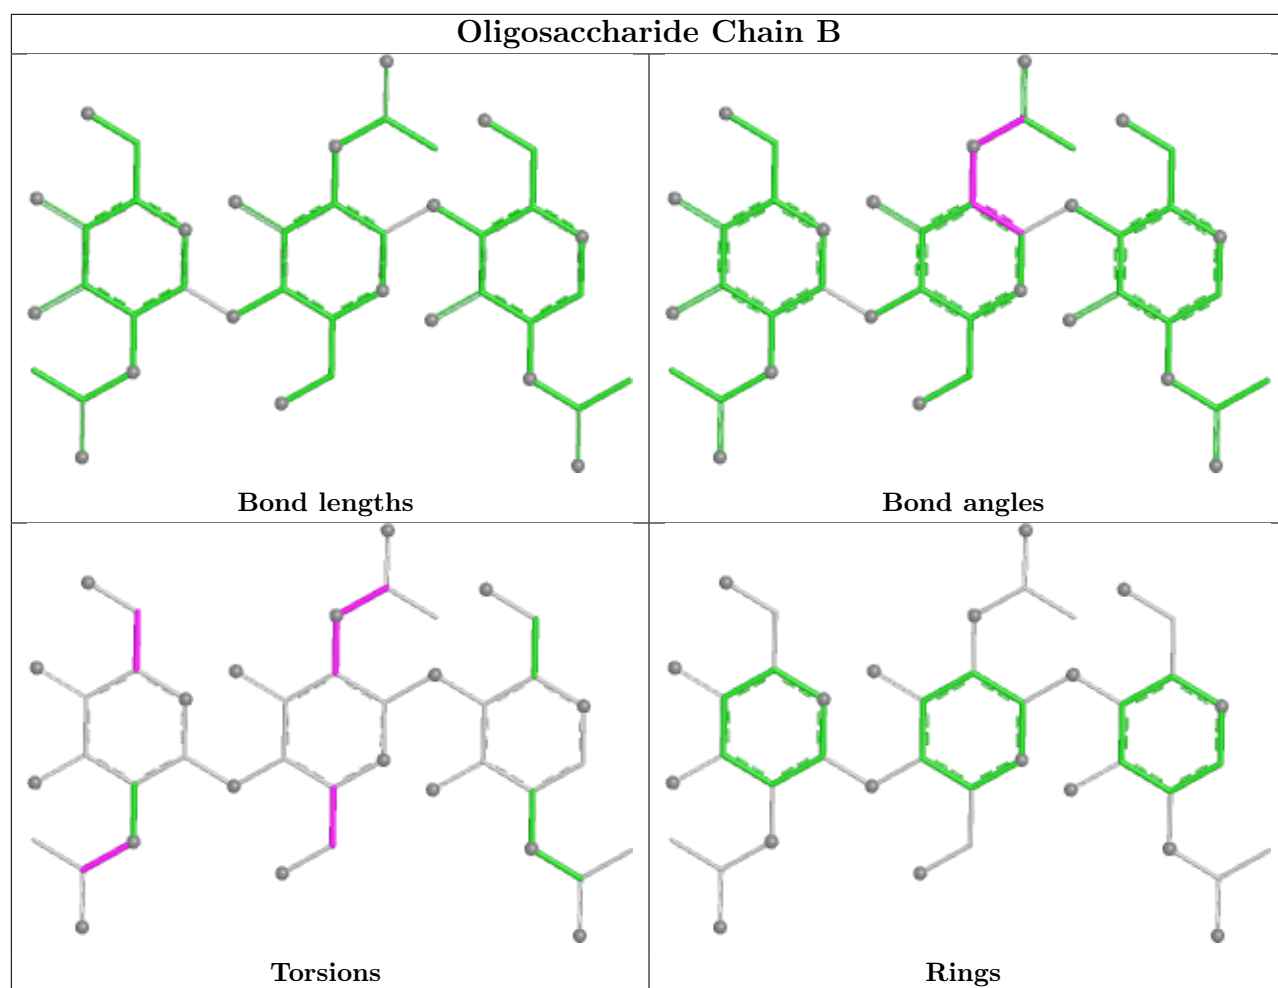 Oligosaccharide Chain B
Bond lengths
Bond angles
Torsions
Rings